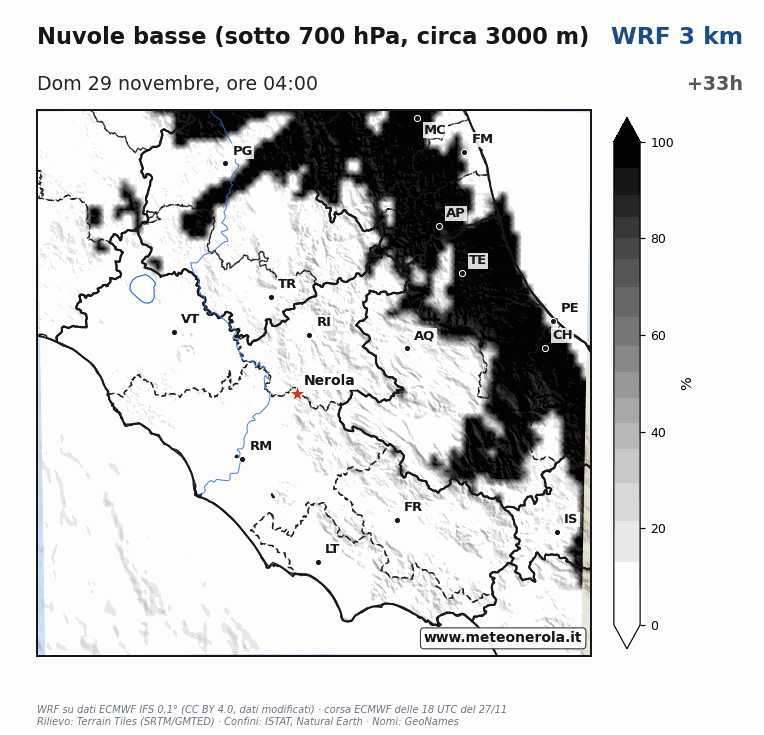 Nuvole basse (sotto 700 hPa, circa 3000 m) WRF 3 km
Dom 29 novembre, ore 04:00 +33h
MC
FM
PG
AP
TE
TR
PE
VT
RI
AQ
CH
Nerola
RM
FR
IS
LT
www.meteonerola.it
100
80
60
40
20
0
%
WRF su dati ECMWF IFS 0,1° (CC BY 4.0, dati modificati) · corsa ECMWF delle 18 UTC del 27/11
Rilievo: Terrain Tiles (SRTM/GMTED) · Confini: ISTAT, Natural Earth · Nomi: GeoNames